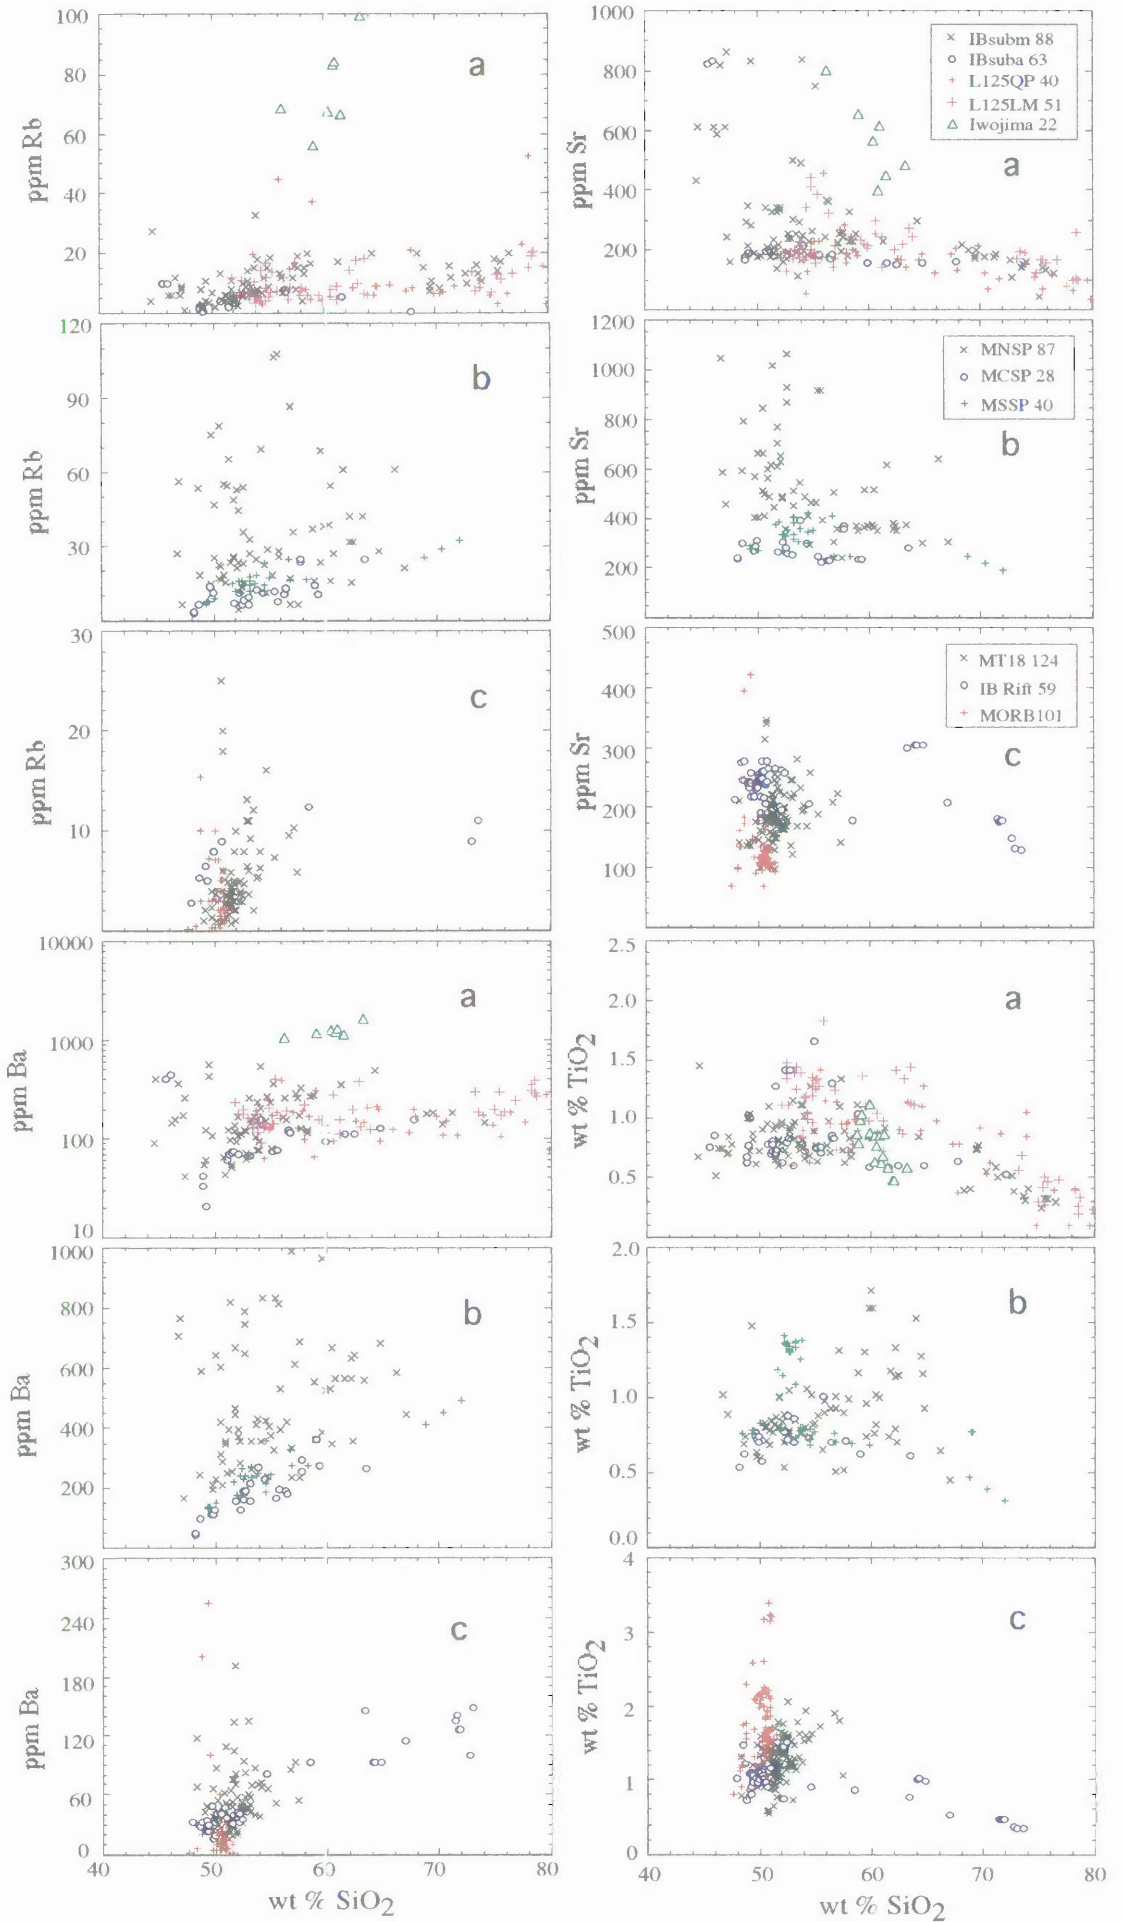 100
80
60
40
20
ppm Rb
a
1000
800
600
400
200
0
ppm Sr
a
IBsubm 88
IBsuba 63
L125QP 40
L125LM 51
Iwojima 22
120
90
60
30
ppm Rb
b
1200
1000
800
600
400
200
ppm Sr
b
MNSP 87
MCSP 28
MSSP 40
30
20
10
ppm Rb
c
500
400
300
200
100
ppm Sr
c
MT18 124
IB Rift 59
MORB101
10000
1000
100
10
ppm Ba
a
2.5
2.0
1.5
1.0
0.5
wt % TiO2
a
1000
800
600
400
200
ppm Ba
b
2.0
1.5
1.0
0.5
0.0
wt % TiO2
b
300
240
180
120
60
0
ppm Ba
c
4
3
2
1
0
wt % TiO2
c
40 50 60 70 80
wt % SiO2
40 50 60 70 80
wt % SiO2